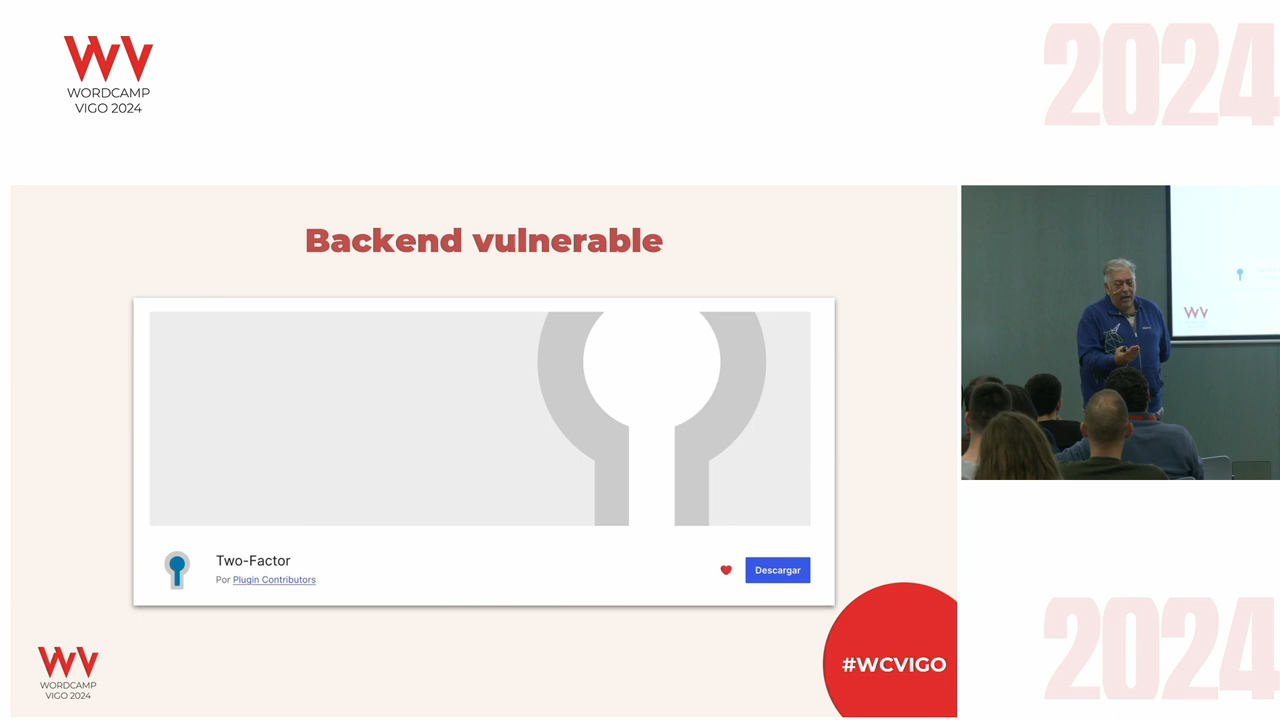 WORDCAMP
VIGO 2024
2024
Backend vulnerable
Two-Factor
Por Plugin Contributors
Descargar
#WCVIGO
WORDCAMP
VIGO 2024
2024